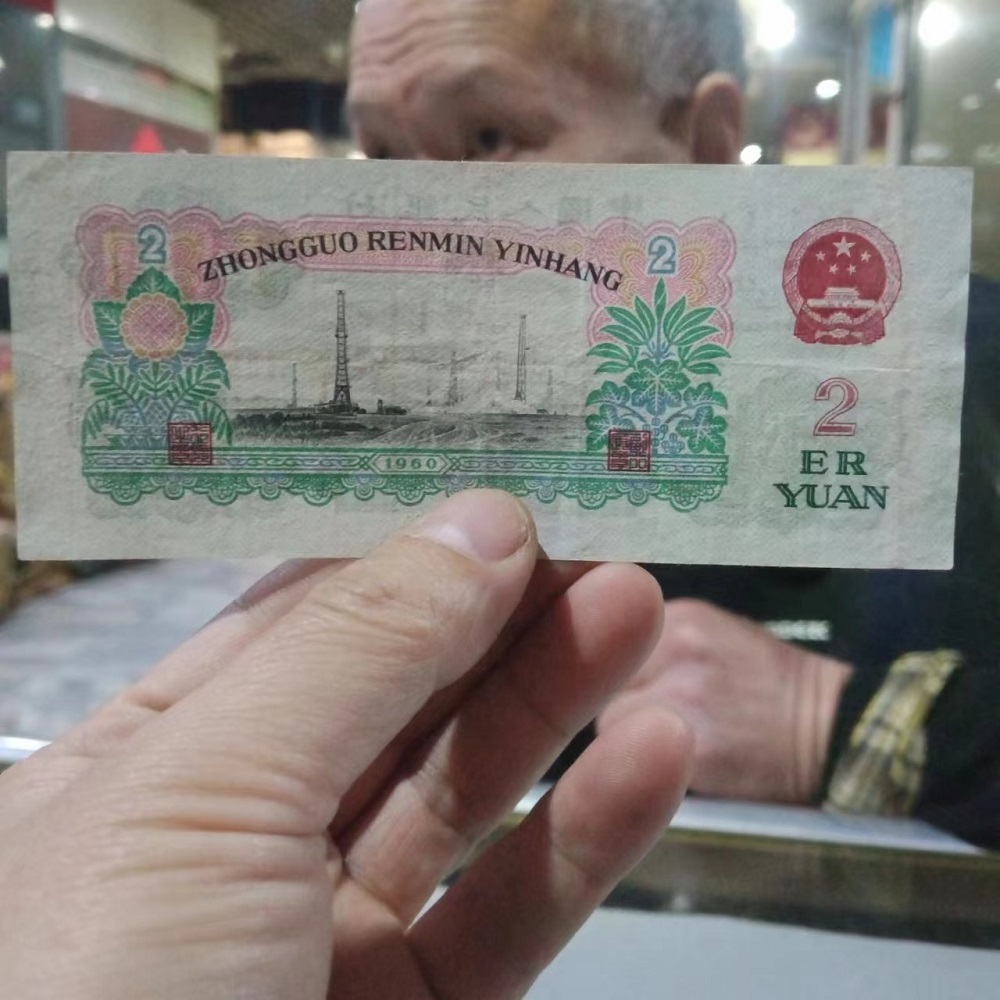 2
2
ZHONGGUO RENMIN YINHANG
1960
2
ER
YUAN